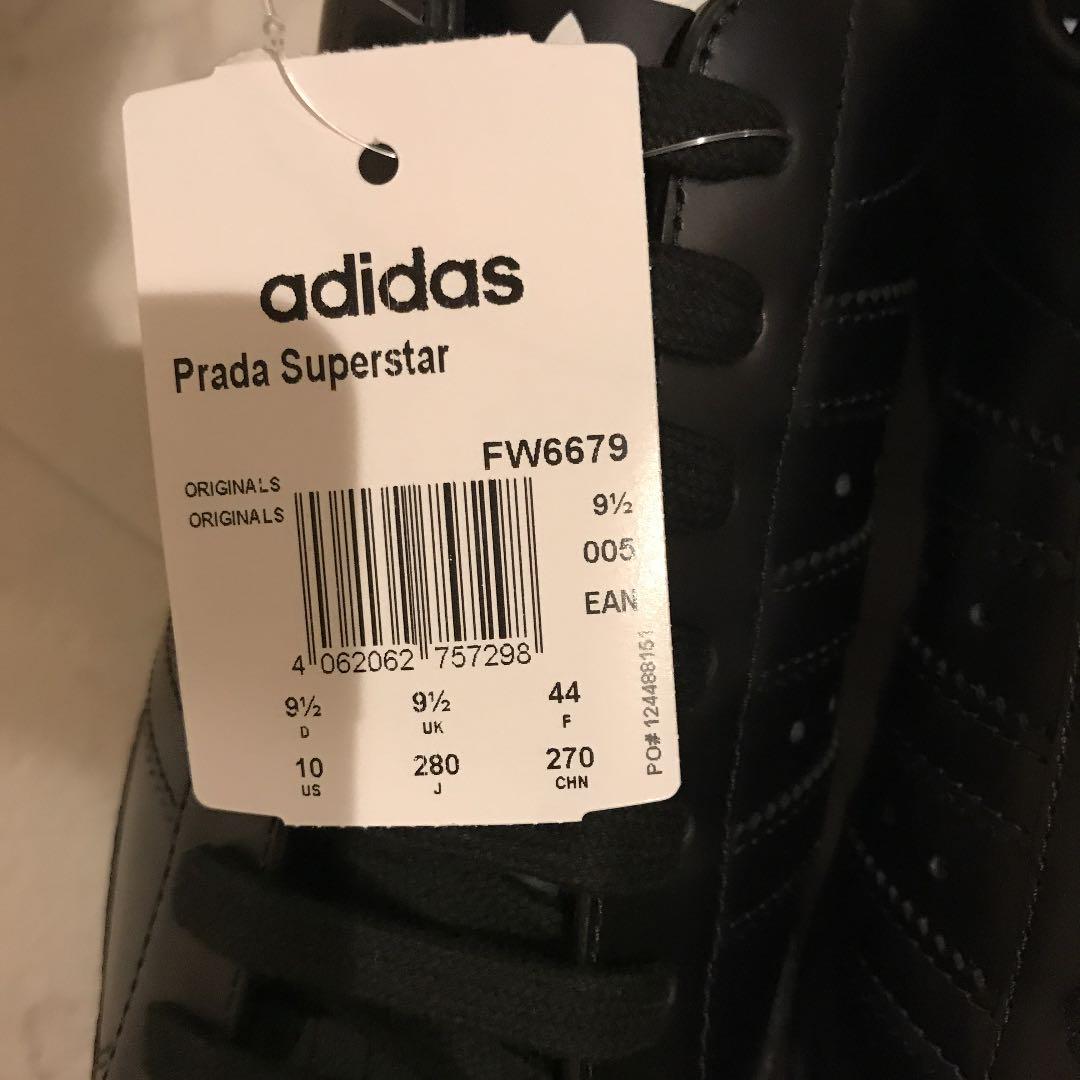 adidas
Prada Superstar
FW6679
ORIGINALS
ORIGINALS
9½
005
EAN
4 062062 757298
9½ 9½ 44
D UK F
10 280 270
US J CHN
PO# 124488151